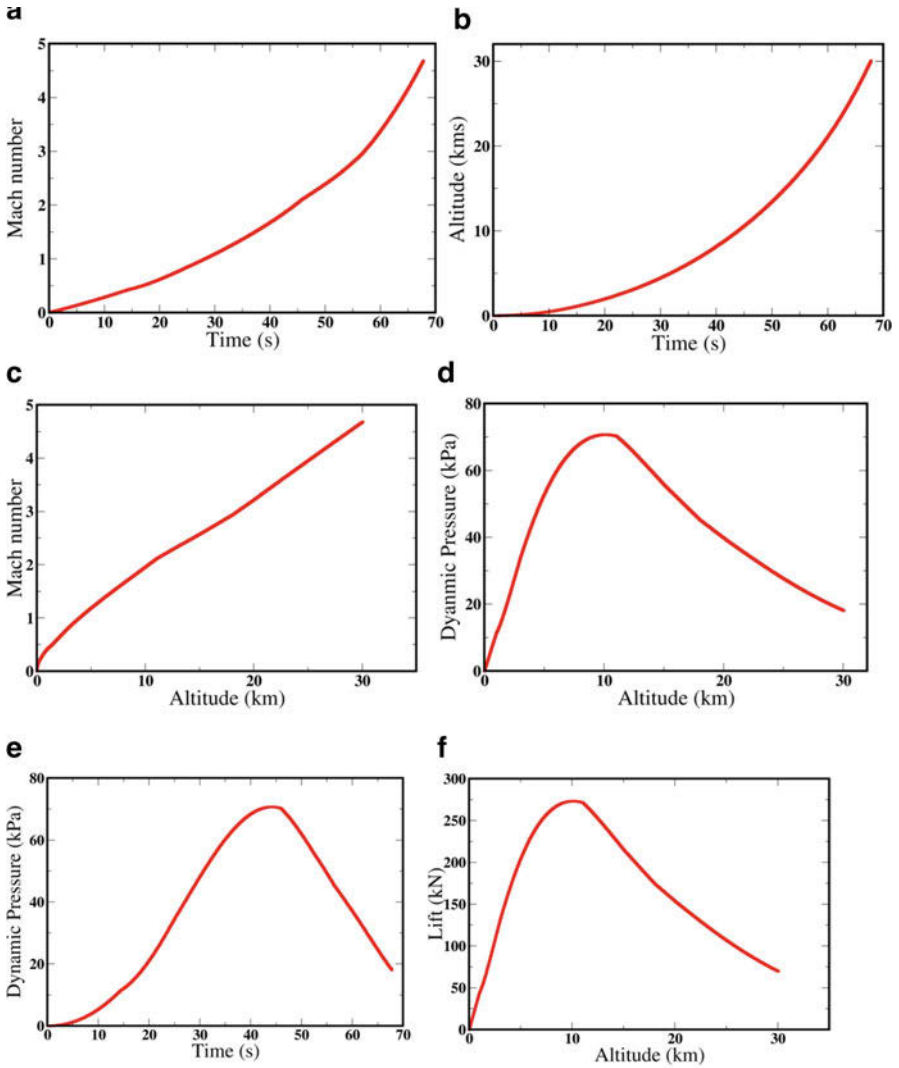 a
5
4
3
2
1
0
Mach number
0 10 20 30 40 50 60 70
Time (s)
b
30
20
10
0
Altitude (kms)
0 10 20 30 40 50 60 70
Time (s)
c
5
4
3
2
1
0
Mach number
0 10 20 30
Altitude (km)
d
80
60
40
20
0
Dyanmic Pressure (kPa)
0 10 20 30
Altitude (km)
e
80
60
40
20
0
Dynamic Pressure (kPa)
0 10 20 30 40 50 60 70
Time (s)
f
300
250
200
150
100
50
0
Lift (kN)
0 10 20 30
Altitude (km)